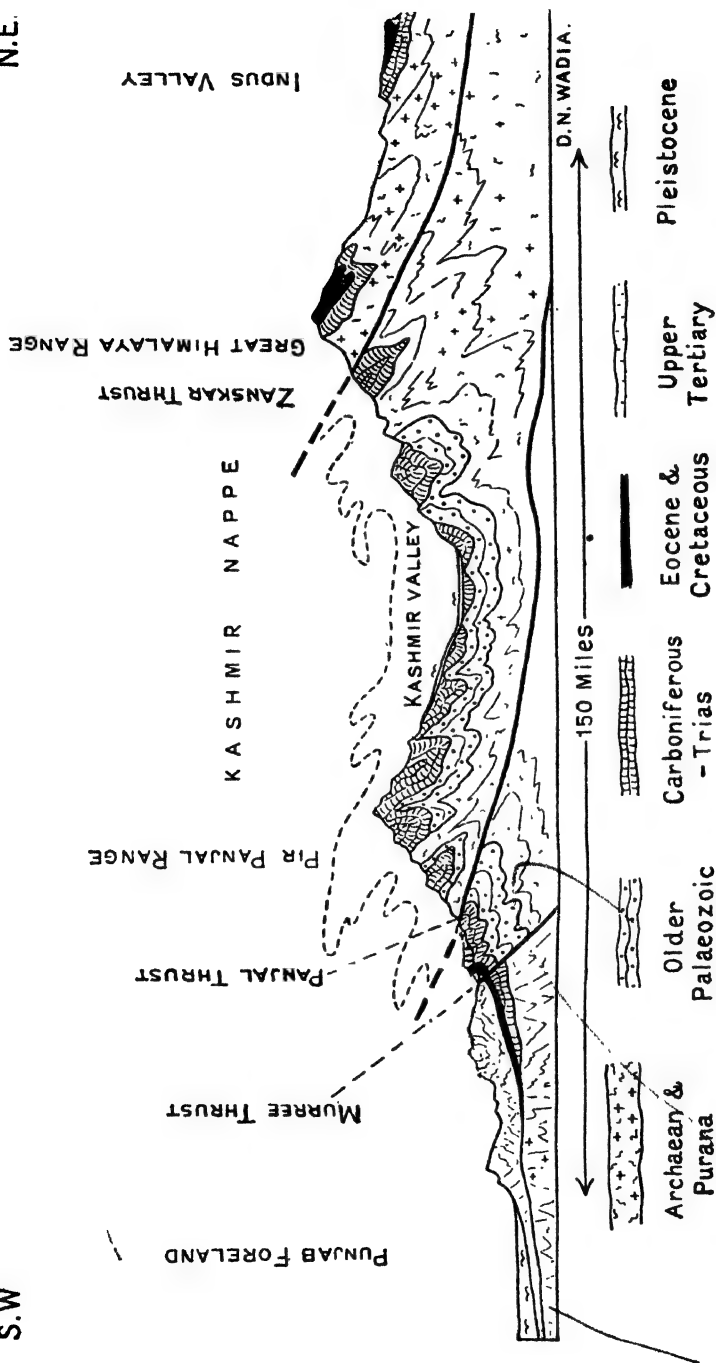 S.W
N.E.
PUNJAB FORELAND
MURREE THRUST
PANJAL THRUST
PIR PANJAL RANGE
KASHMIR NAPPE
KASHMIR VALLEY
ZANSKAR THRUST
GREAT HIMALAYA RANGE
INDUS VALLEY
D.N. WADIA.
150 Miles
Archaean &
Purana
Older
Palaeozoic
Carboniferous
- Trias
Eocene &
Cretaceous
Upper
Tertiary
Pleistocene